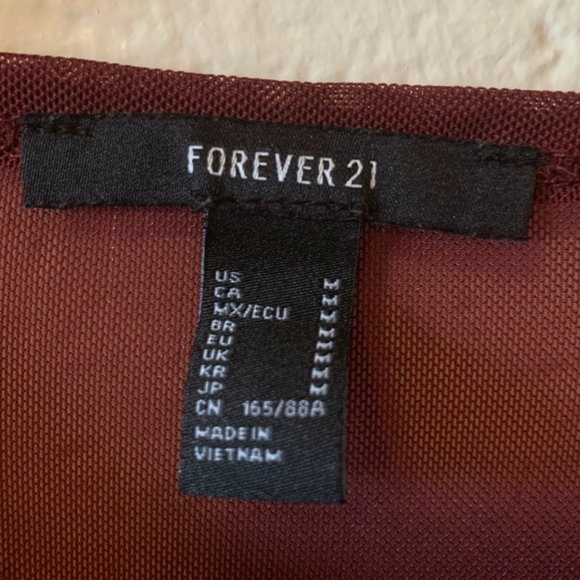 FOREVER 21
US M
CA M
MX/ECU M
BR M
EU M
UK M
KR M
JP M
CN 165/88A
MADE IN
VIETNAM